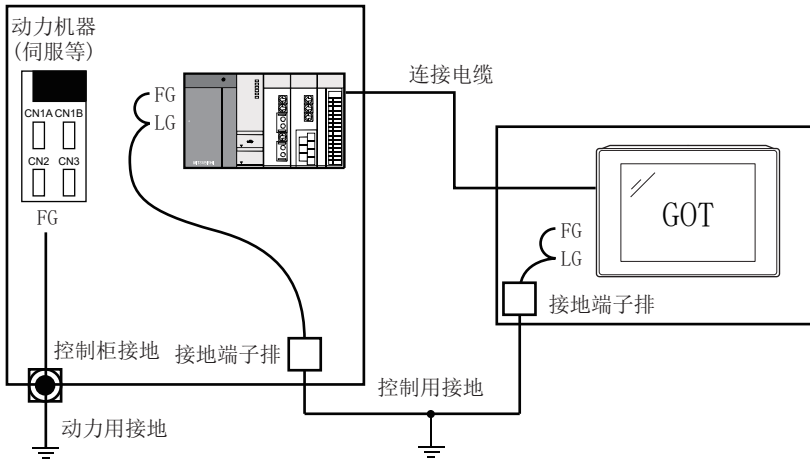 动力机器
(伺服等)
CN1A CN1B
CN2 CN3
FG
FG
LG
连接电缆
GOT
FG
LG
接地端子排
控制柜接地
接地端子排
控制用接地
动力用接地